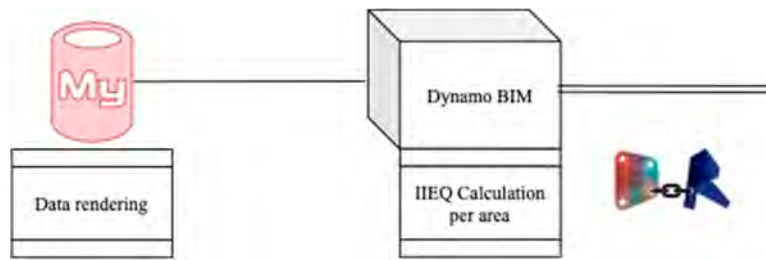 My
Dynamo BIM
Data rendering
IIEQ Calculation
per area